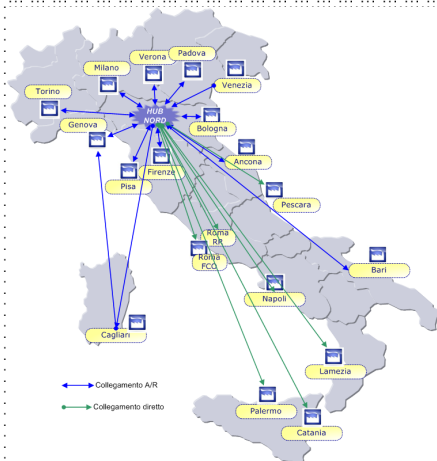 Verona
Padova
Milano
Venezia
Torino
HUB
NORD
Genova
Bologna
Firenze
Ancona
Pisa
Pescara
Roma
RR
Roma
FCO
Bari
Napoli
Cagliari
Lamezia
Collegamento A/R
Collegamento diretto
Palermo
Catania